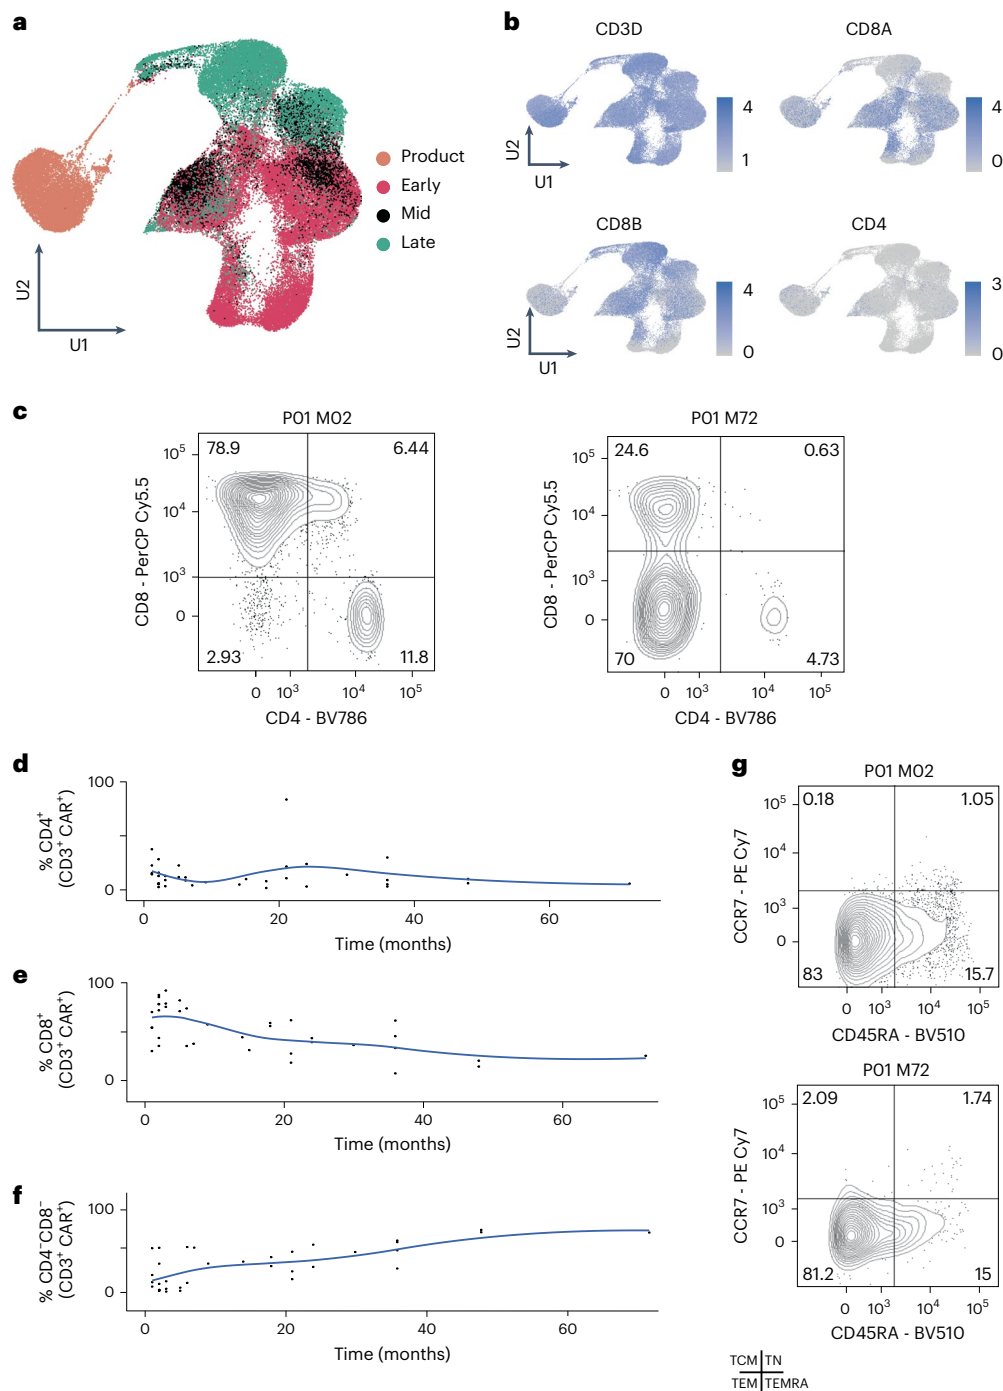 a
Product
Early
Mid
Late
U2
U1
b
CD3D
CD8A
4
1
4
0
U2
U1
CD8B
CD4
4
0
3
0
U2
U1
c
P01 M02
78.9
6.44
2.93
11.8
10⁵
10⁴
10³
0
CD8 - PerCP Cy5.5
0 10³ 10⁴ 10⁵
CD4 - BV786
P01 M72
24.6
0.63
70
4.73
10⁵
10⁴
10³
0
CD8 - PerCP Cy5.5
0 10³ 10⁴ 10⁵
CD4 - BV786
d
% CD4⁺
(CD3⁺ CAR⁺)
100
0
0 20 40 60
Time (months)
e
% CD8⁺
(CD3⁺ CAR⁺)
100
0
0 20 40 60
Time (months)
f
% CD4⁻CD8⁻
(CD3⁺ CAR⁺)
100
0
0 20 40 60
Time (months)
g
P01 M02
0.18
1.05
83
15.7
10⁵
10⁴
10³
0
CCR7 - PE Cy7
0 10³ 10⁴ 10⁵
CD45RA - BV510
P01 M72
2.09
1.74
81.2
15
10⁵
10⁴
10³
0
CCR7 - PE Cy7
0 10³ 10⁴ 10⁵
CD45RA - BV510
TCM TN
TEM TEMRA